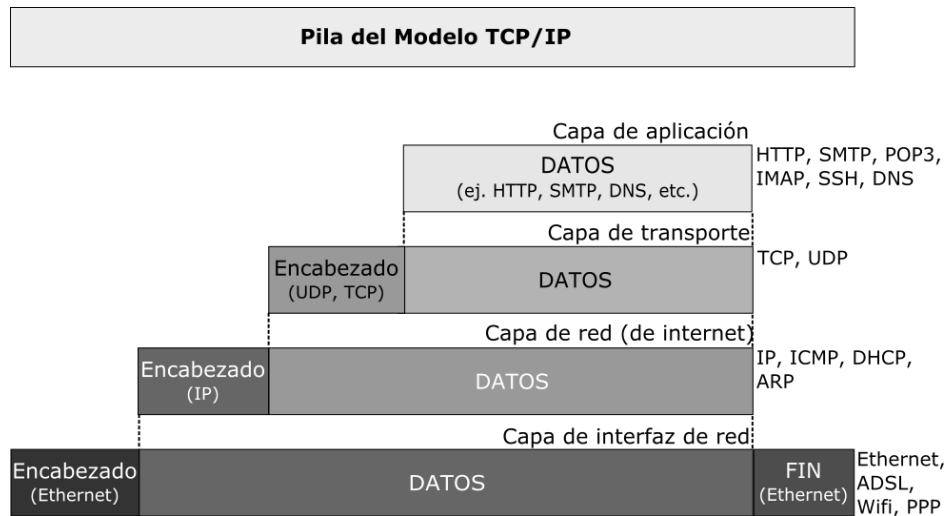 Pila del Modelo TCP/IP
Capa de aplicación
DATOS
(ej. HTTP, SMTP, DNS, etc.)
HTTP, SMTP, POP3,
IMAP, SSH, DNS
Capa de transporte
Encabezado
(UDP, TCP)
DATOS
TCP, UDP
Capa de red (de internet)
Encabezado
(IP)
DATOS
IP, ICMP, DHCP,
ARP
Capa de interfaz de red
Encabezado
(Ethernet)
DATOS
FIN
(Ethernet)
Ethernet,
ADSL,
Wifi, PPP